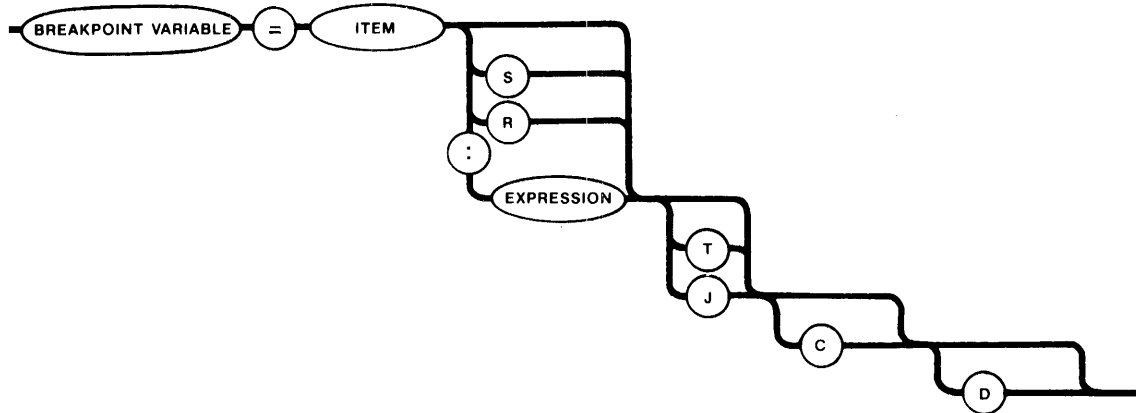 BREAKPOINT VARIABLE = ITEM
S
R
:
EXPRESSION
T
J
C
D